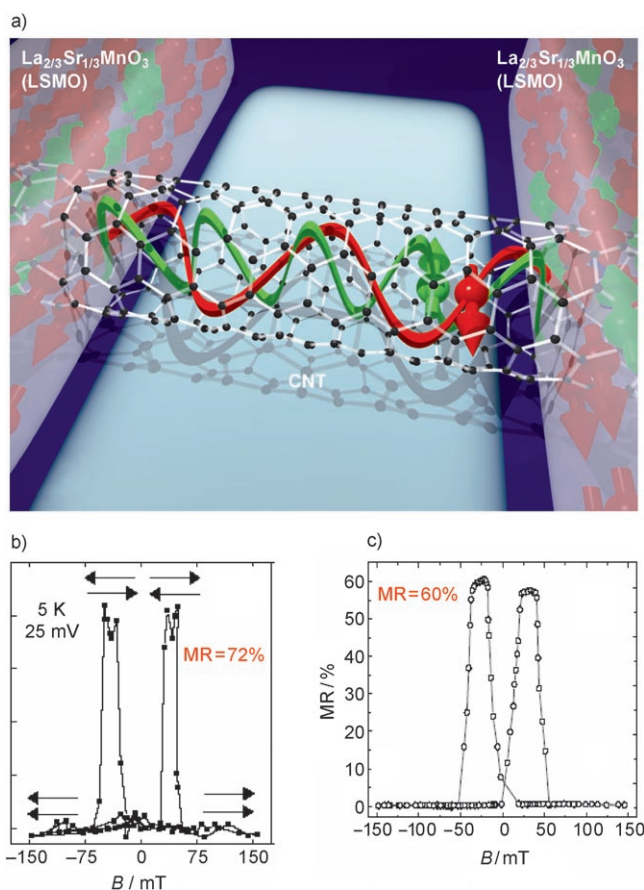 a)
La2/3Sr1/3MnO3 La2/3Sr1/3MnO3
(LSMO) (LSMO)
CNT
b)
5 K
25 mV
MR=72%
−150 −75 0 75 150
B / mT
c)
MR=60%
60
50
40
30
20
10
0
MR / %
−150 −100 −50 0 50 100 150
B / mT